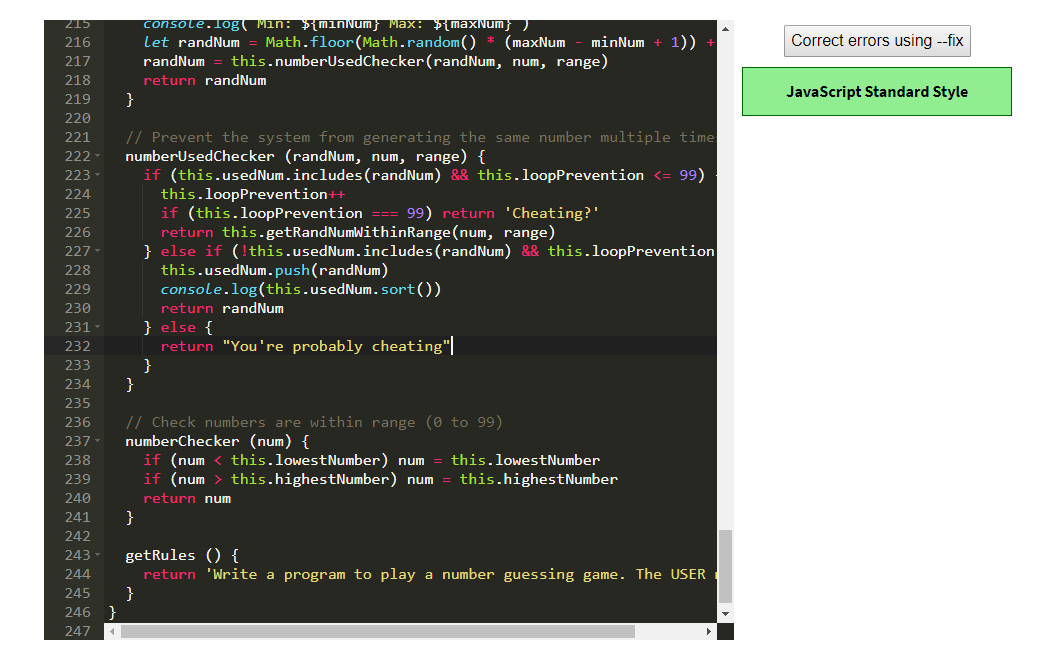 215 console.log(`Min: ${minNum} Max: ${maxNum}`)
216 let randNum = Math.floor(Math.random() * (maxNum - minNum + 1)) +
217 randNum = this.numberUsedChecker(randNum, num, range)
218 return randNum
219 }
220
221 // Prevent the system from generating the same number multiple times
222 numberUsedChecker (randNum, num, range) {
223 if (this.usedNum.includes(randNum) && this.loopPrevention <= 99) {
224 this.loopPrevention++
225 if (this.loopPrevention === 99) return 'Cheating?'
226 return this.getRandNumWithinRange(num, range)
227 } else if (!this.usedNum.includes(randNum) && this.loopPrevention
228 this.usedNum.push(randNum)
229 console.log(this.usedNum.sort())
230 return randNum
231 } else {
232 return "You're probably cheating"
233 }
234 }
235
236 // Check numbers are within range (0 to 99)
237 numberChecker (num) {
238 if (num < this.lowestNumber) num = this.lowestNumber
239 if (num > this.highestNumber) num = this.highestNumber
240 return num
241 }
242
243 getRules () {
244 return 'Write a program to play a number guessing game. The USER
245 }
246 }
247
Correct errors using --fix
JavaScript Standard Style